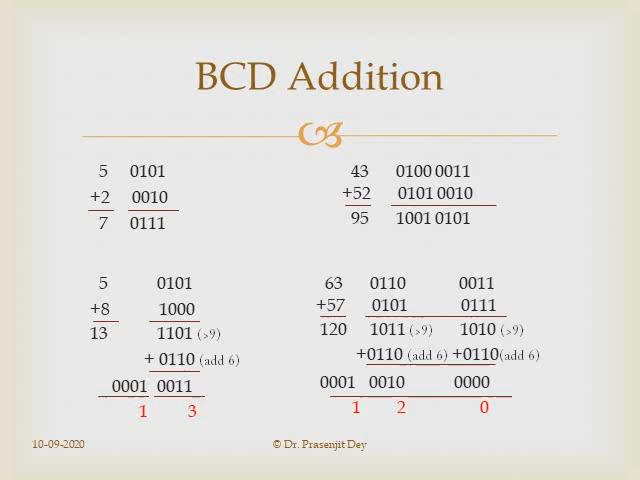 BCD Addition
5 0101
+2 0010
7 0111
43 0100 0011
+52 0101 0010
95 1001 0101
5 0101
+8 1000
13 1101 (>9)
+ 0110 (add 6)
0001 0011
1 3
63 0110 0011
+57 0101 0111
120 1011 (>9) 1010 (>9)
+0110 (add 6) +0110(add 6)
0001 0010 0000
1 2 0
10-09-2020 © Dr. Prasenjit Dey